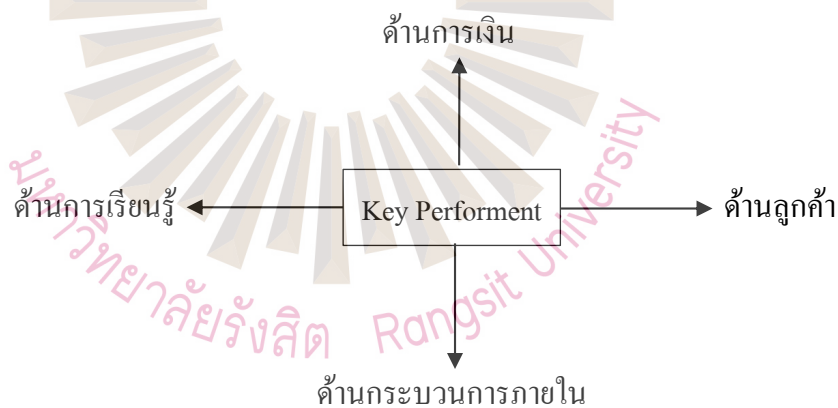 ด้านการเงิน
ด้านการเรียนรู้
Key Performent
ด้านลูกค้า
ด้านกระบวนการภายใน
มหาวิทยาลัยรังสิต Rangsit University